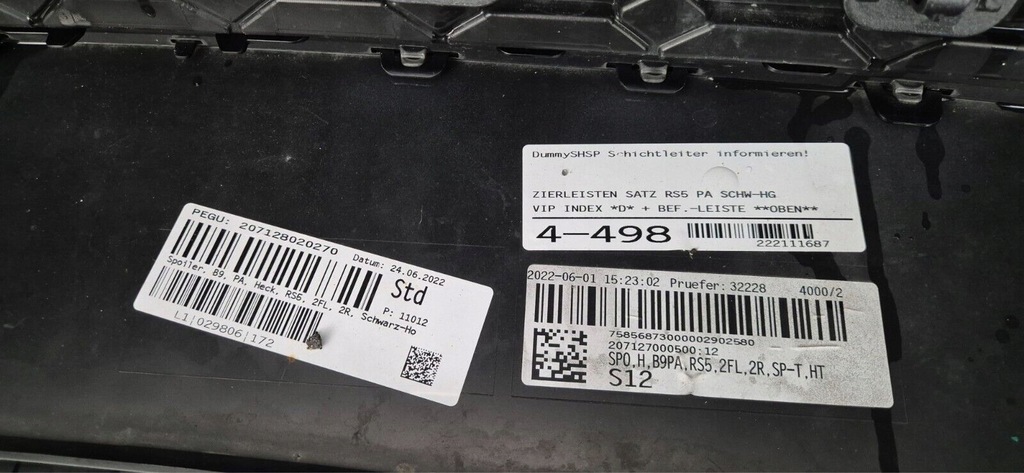 PEGU: 207128020270
Datum: 24.06.2022
Std
Spoiler, B9, PA, Heck, RS5, 2FL, 2R, Schwarz-Ho
P: 11012
L1|029806|172
DummySHSP Schichtleiter informieren!
ZIERLEISTEN SATZ RS5 PA SCHW-HG
VIP INDEX *D* + BEF.-LEISTE **OBEN**
4-498
222111687
2022-06-01 15:23:02 Pruefer: 32228 4000/2
7585687300000290258​0
207127000500:12
SPO,H,B9PA,RS5,2FL,2R,SP-T,HT
S12